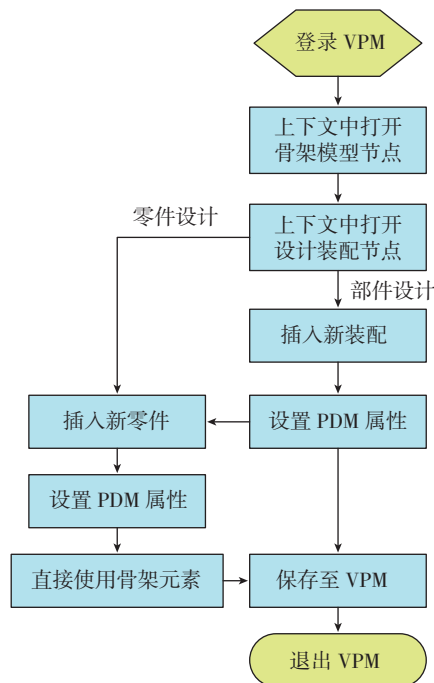 登录 VPM
上下文中打开
骨架模型节点
零件设计
上下文中打开
设计装配节点
部件设计
插入新装配
插入新零件
设置 PDM 属性
设置 PDM 属性
直接使用骨架元素
保存至 VPM
退出 VPM